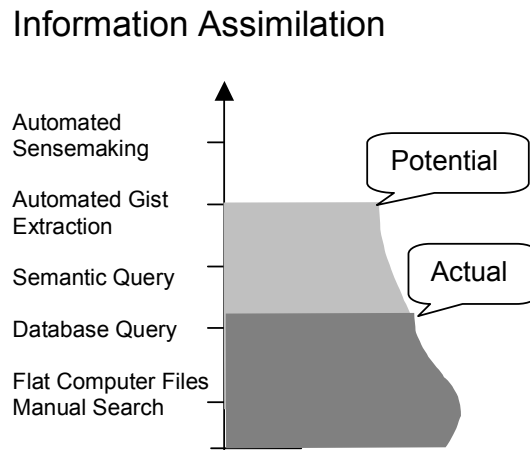 Information Assimilation
Automated
Sensemaking
Potential
Automated Gist
Extraction
Semantic Query
Actual
Database Query
Flat Computer Files
Manual Search